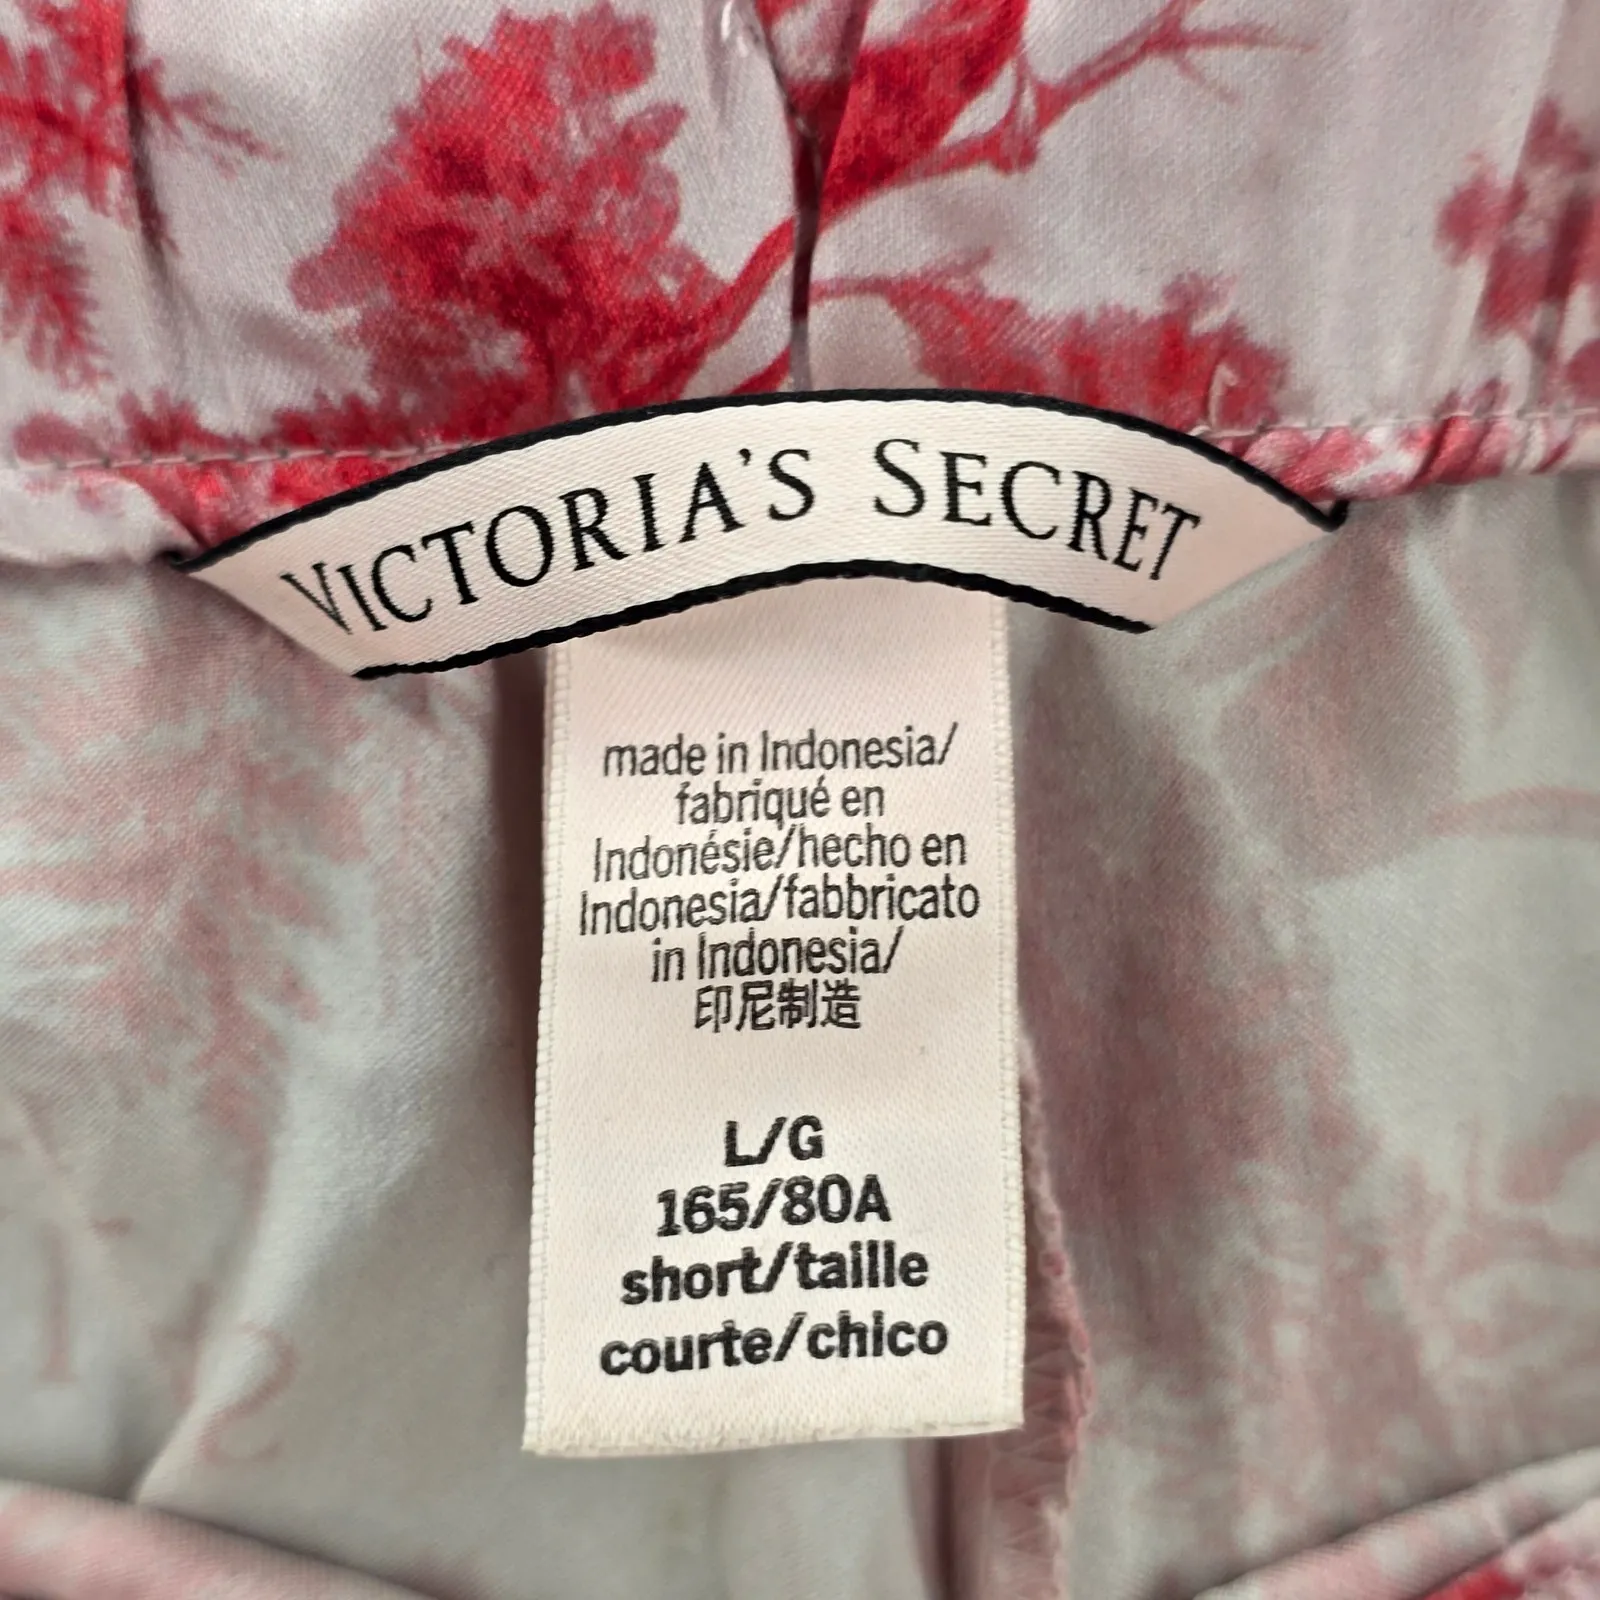 VICTORIA'S SECRET
made in Indonesia/
fabriqué en
Indonésie/hecho en
Indonesia/fabbricato
in Indonesia/
印尼制造
L/G
165/80A
short/taille
courte/chico